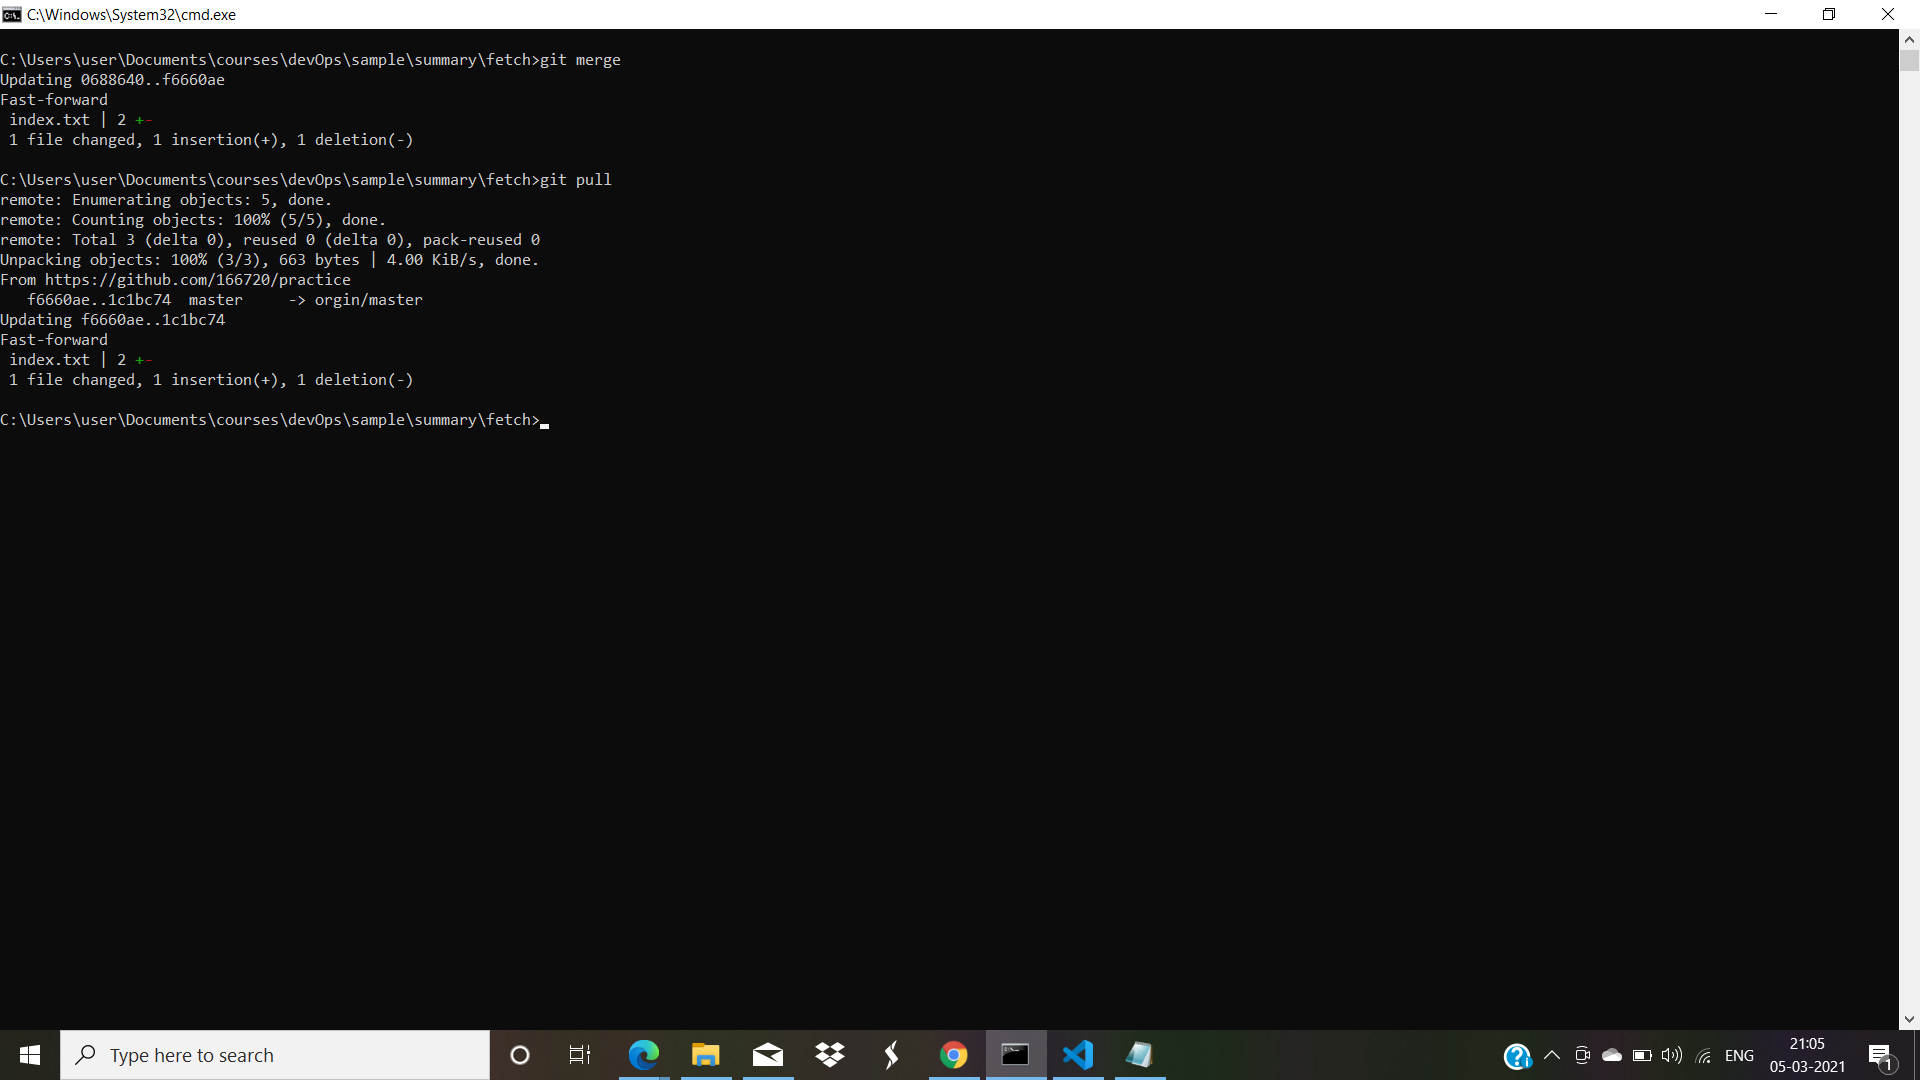 C:\Windows\System32\cmd.exe
C:\Users\user\Documents\courses\devOps\sample\summary\fetch>git merge
Updating 0688640..f6660ae
Fast-forward
 index.txt | 2 +-
 1 file changed, 1 insertion(+), 1 deletion(-)
C:\Users\user\Documents\courses\devOps\sample\summary\fetch>git pull
remote: Enumerating objects: 5, done.
remote: Counting objects: 100% (5/5), done.
remote: Total 3 (delta 0), reused 0 (delta 0), pack-reused 0
Unpacking objects: 100% (3/3), 663 bytes | 4.00 KiB/s, done.
From https://github.com/166720/practice
   f6660ae..1c1bc74  master     -> orgin/master
Updating f6660ae..1c1bc74
Fast-forward
 index.txt | 2 +-
 1 file changed, 1 insertion(+), 1 deletion(-)
C:\Users\user\Documents\courses\devOps\sample\summary\fetch>
Type here to search
ENG
21:05
05-03-2021
1